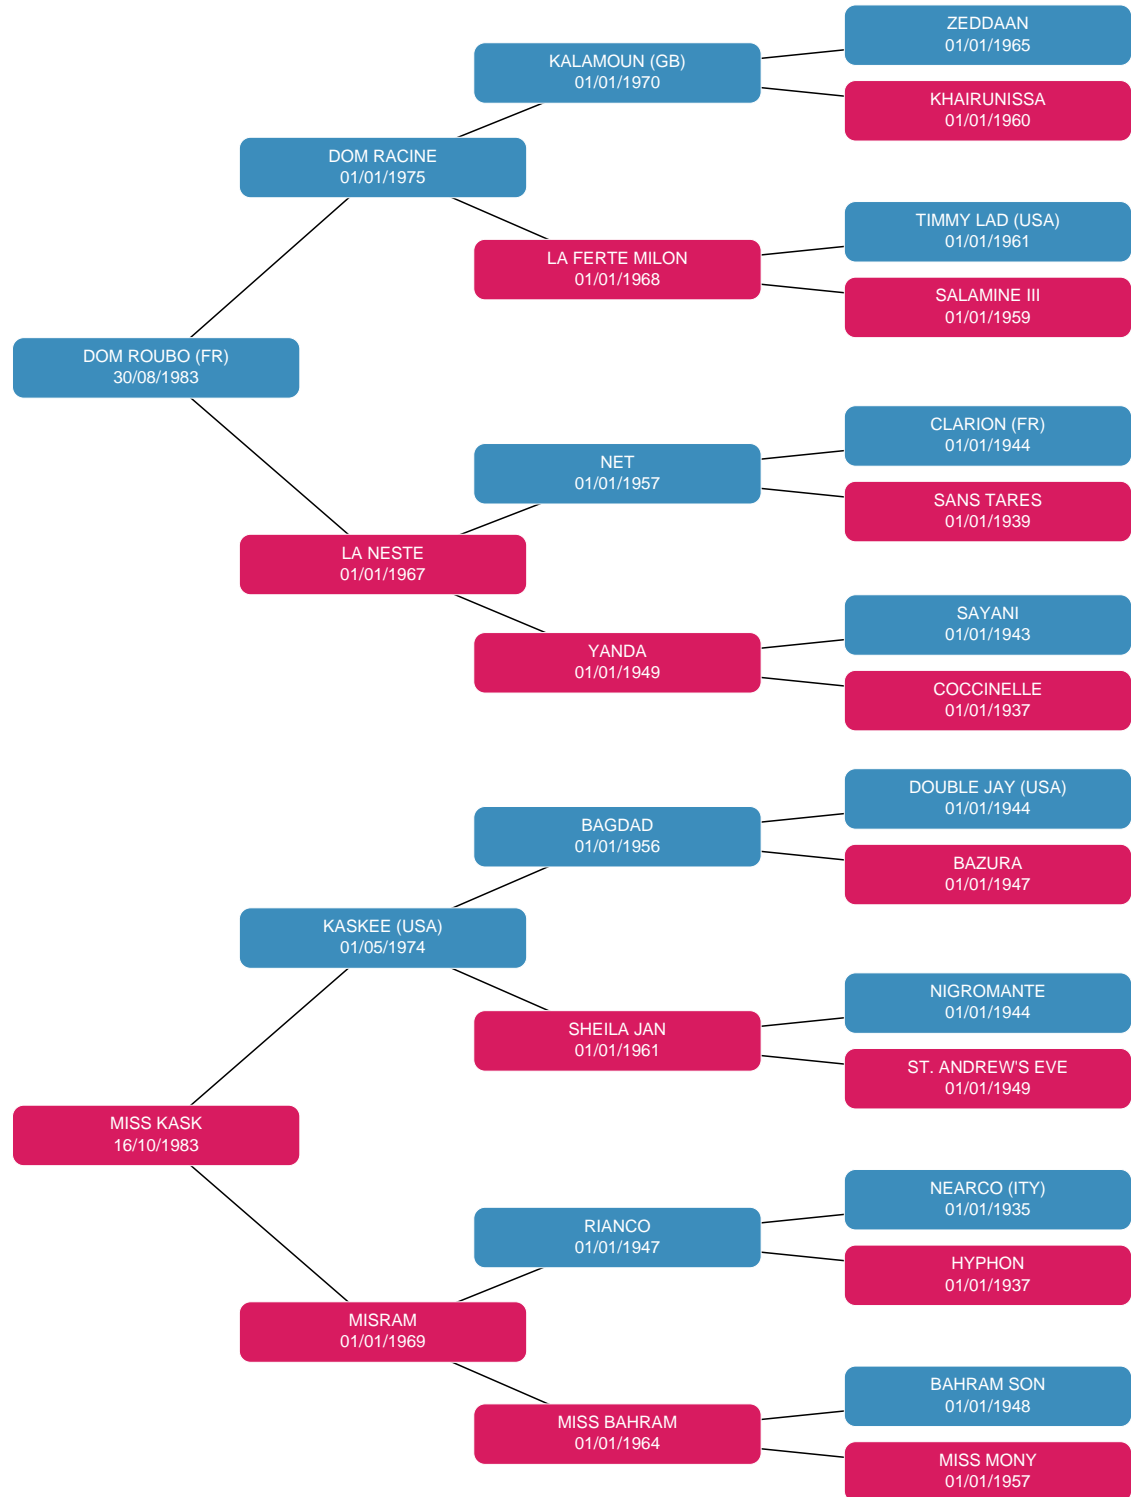 ZEDDAAN
01/01/1965
KALAMOUN (GB)
01/01/1970
KHAIRUNISSA
01/01/1960
DOM RACINE
01/01/1975
TIMMY LAD (USA)
01/01/1961
LA FERTE MILON
01/01/1968
SALAMINE III
01/01/1959
DOM ROUBO (FR)
30/08/1983
CLARION (FR)
01/01/1944
NET
01/01/1957
SANS TARES
01/01/1939
LA NESTE
01/01/1967
SAYANI
01/01/1943
YANDA
01/01/1949
COCCINELLE
01/01/1937
DOUBLE JAY (USA)
01/01/1944
BAGDAD
01/01/1956
BAZURA
01/01/1947
KASKEE (USA)
01/05/1974
NIGROMANTE
01/01/1944
SHEILA JAN
01/01/1961
ST. ANDREW'S EVE
01/01/1949
MISS KASK
16/10/1983
NEARCO (ITY)
01/01/1935
RIANCO
01/01/1947
HYPHON
01/01/1937
MISRAM
01/01/1969
BAHRAM SON
01/01/1948
MISS BAHRAM
01/01/1964
MISS MONY
01/01/1957